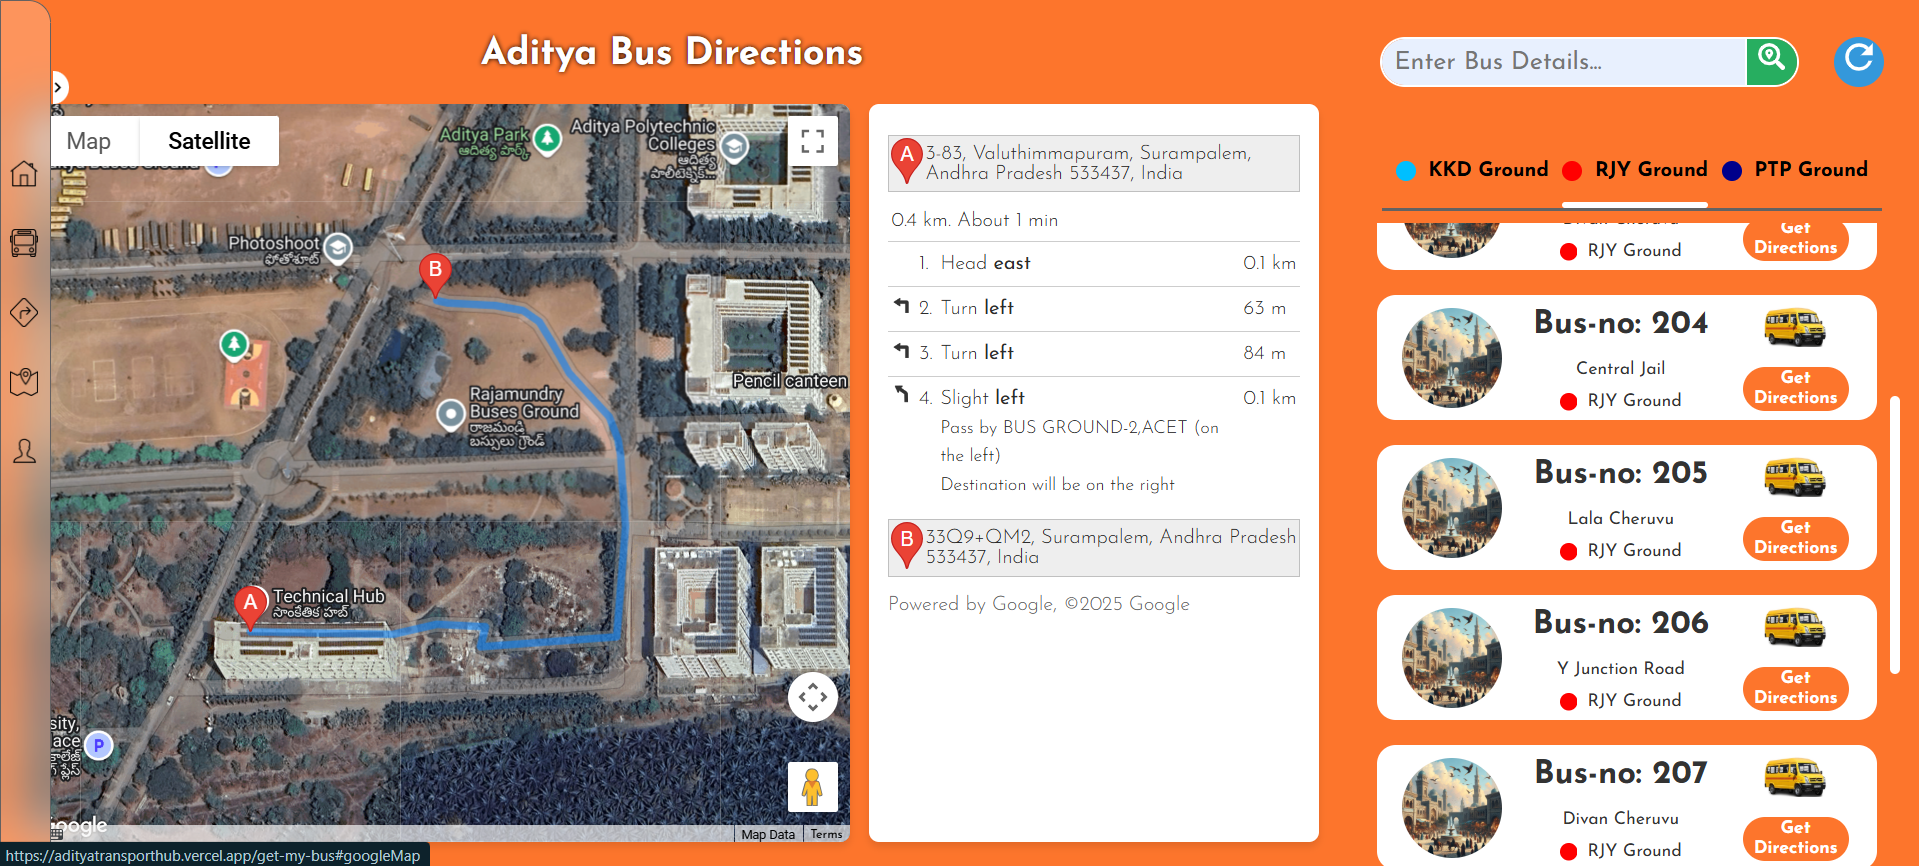 Aditya Bus Directions
Enter Bus Details...
Map
Satellite
Aditya Park
ఆదిత్య పార్క్
Aditya Polytechnic
Colleges
ఆదిత్య
పాలిటెక్నిక్...
Photoshoot
ఫోతోశూట్
B
Pencil canteen
Rajamundry
Buses Ground
రాజమండ్రి
బస్సులు గ్రౌండ్
A
Technical Hub
సాంకేతిక హబ్
sity,
ace
P
Google
Map Data
Terms
A
3-83, Valuthimmapuram, Surampalem,
Andhra Pradesh 533437, India
0.4 km. About 1 min
1. Head east 0.1 km
2. Turn left 63 m
3. Turn left 84 m
4. Slight left 0.1 km
Pass by BUS GROUND-2,ACET (on
the left)
Destination will be on the right
B
33Q9+QM2, Surampalem, Andhra Pradesh
533437, India
Powered by Google, ©2025 Google
KKD Ground
RJY Ground
PTP Ground
Divan Cheruvu
RJY Ground
Get
Directions
Bus-no: 204
Central Jail
RJY Ground
Get
Directions
Bus-no: 205
Lala Cheruvu
RJY Ground
Get
Directions
Bus-no: 206
Y Junction Road
RJY Ground
Get
Directions
Bus-no: 207
Divan Cheruvu
RJY Ground
Get
Directions
https://adityatransporthub.vercel.app/get-my-bus#googleMap